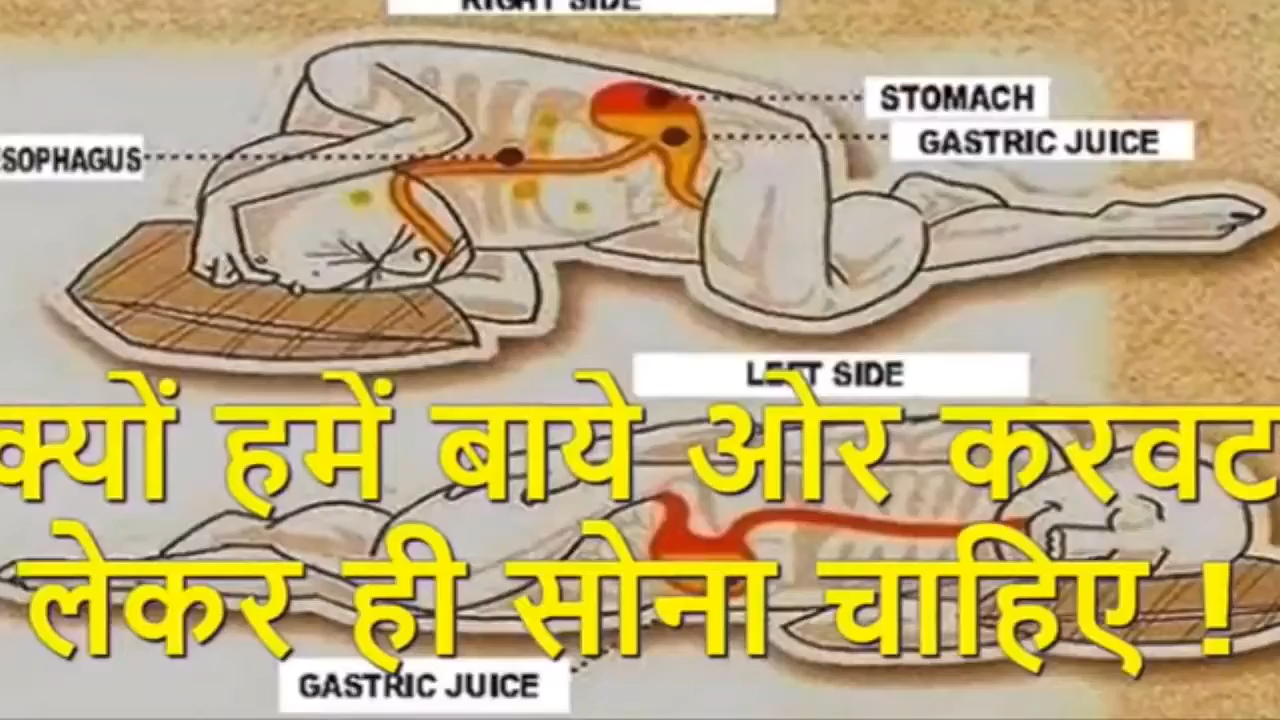 RIGHT SIDE
STOMACH
GASTRIC JUICE
SOPHAGUS
LEFT SIDE
क्यों हमें बाये ओर करवट
लेकर ही सोना चाहिए !
GASTRIC JUICE